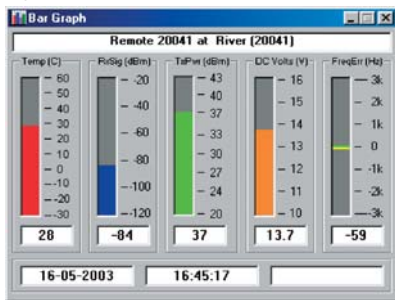 Bar Graph
Remote 20041 at River (20041)
Temp (C) RxSig (dBm) TxPwr (dBm) DC Volts (V) FreqErr (Hz)
60 50 40 30 20 10 0 -10 -20 -30
-20 -40 -60 -80 -100 -120
43 40 37 33 30 27 24 20
16 15 14 13 12 11 10
3k 2k 1k 0 -1k -2k -3k
28 -84 37 13.7 -59
16-05-2003 16:45:17